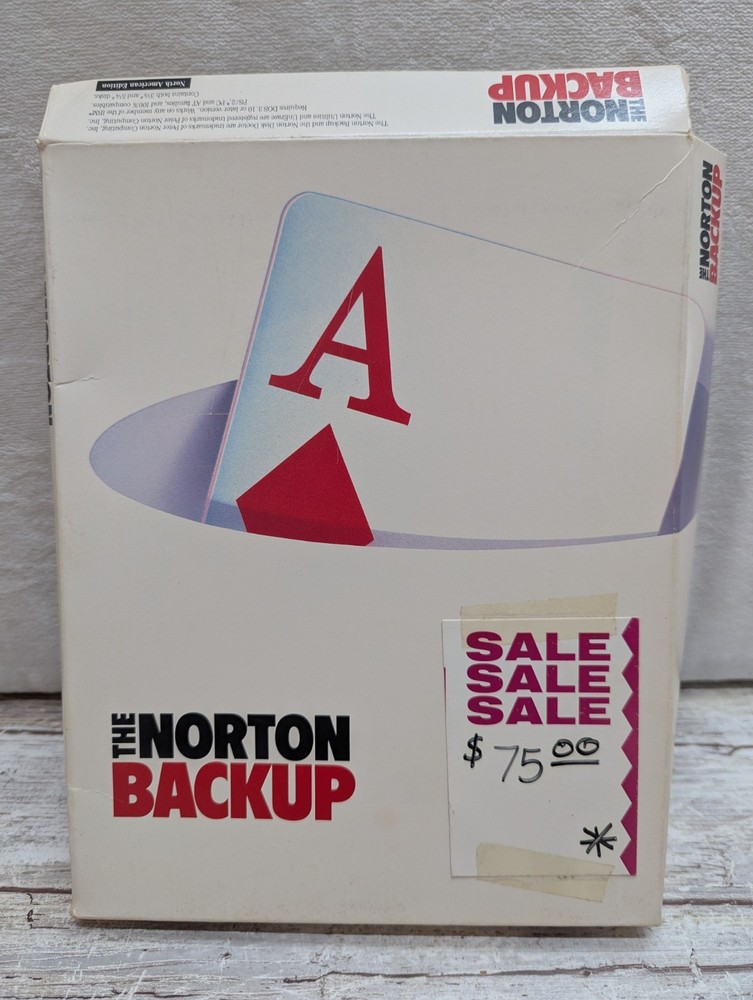 THE NORTON
BACKUP
The Norton Backup and the Norton Disk Doctor are trademarks of Peter Norton Computing, Inc.
The Norton Utilities and UnErase are registered trademarks of Peter Norton Computing, Inc.
Requires DOS 3.10 or later version. Works on any member of the IBM®
PS/2,® PC and AT families, and 100% compatibles.
Contains both 3½" and 5¼" disks.
North American Edition
THE NORTON
BACKUP
A
THE NORTON
BACKUP
SALE
SALE
SALE
$ 75 00
*